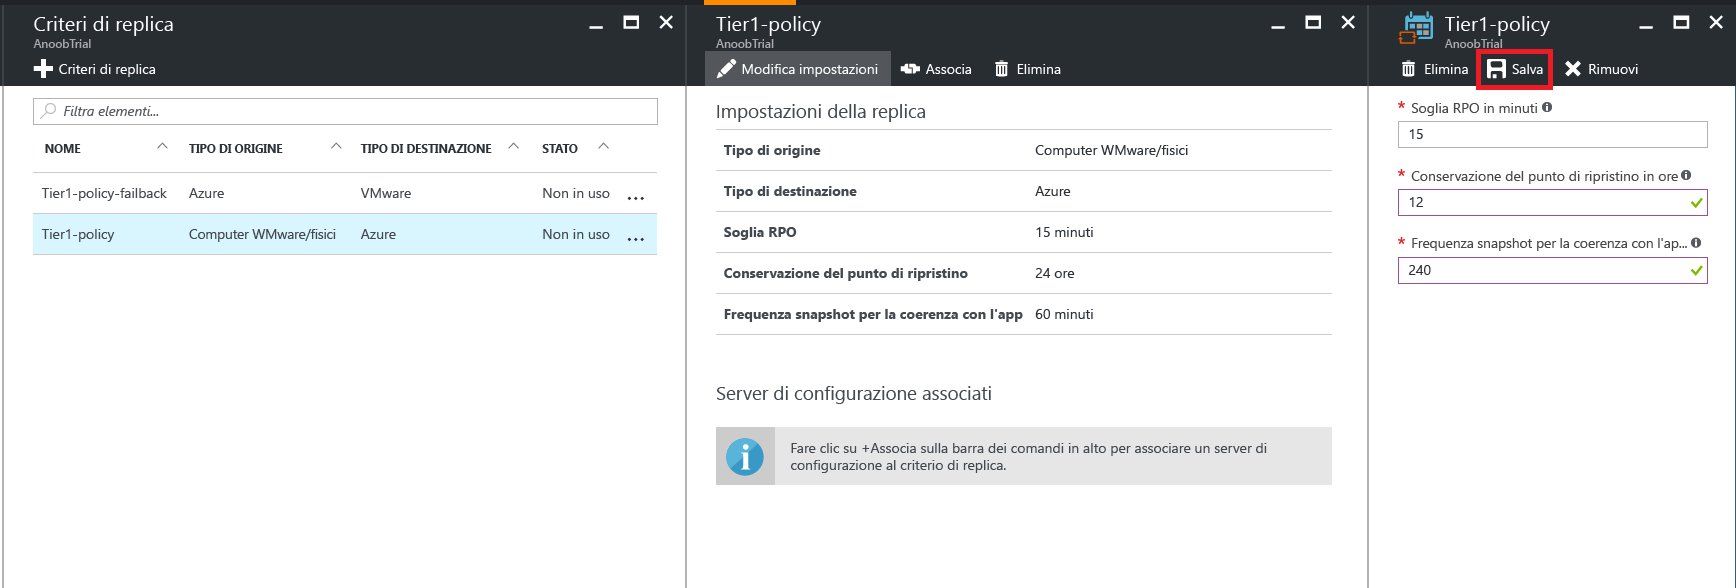 Criteri di replica
AnoobTrial
Criteri di replica
Filtra elementi...
NOME TIPO DI ORIGINE TIPO DI DESTINAZIONE STATO
Tier1-policy-failback Azure VMware Non in uso ...
Tier1-policy Computer WMware/fisici Azure Non in uso ...
Tier1-policy
AnoobTrial
Modifica impostazioni Associa Elimina
Impostazioni della replica
Tipo di origine Computer WMware/fisici
Tipo di destinazione Azure
Soglia RPO 15 minuti
Conservazione del punto di ripristino 24 ore
Frequenza snapshot per la coerenza con l'app 60 minuti
Server di configurazione associati
Fare clic su +Associa sulla barra dei comandi in alto per associare un server di
configurazione al criterio di replica.
Tier1-policy
AnoobTrial
Elimina Salva Rimuovi
* Soglia RPO in minuti
15
* Conservazione del punto di ripristino in ore
12
* Frequenza snapshot per la coerenza con l'ap...
240